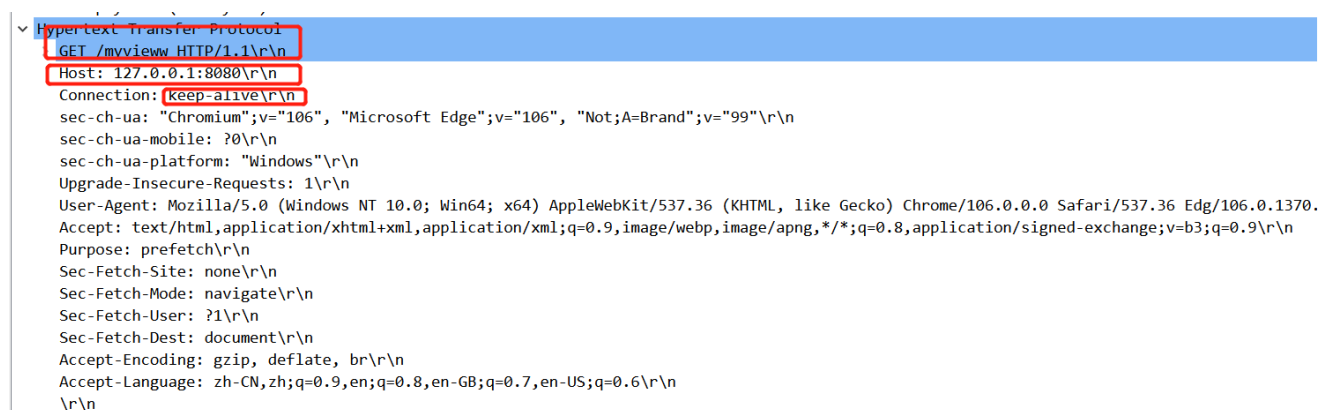 Hypertext Transfer Protocol
GET /myvieww HTTP/1.1\r\n
Host: 127.0.0.1:8080\r\n
Connection: keep-alive\r\n
sec-ch-ua: "Chromium";v="106", "Microsoft Edge";v="106", "Not;A=Brand";v="99"\r\n
sec-ch-ua-mobile: ?0\r\n
sec-ch-ua-platform: "Windows"\r\n
Upgrade-Insecure-Requests: 1\r\n
User-Agent: Mozilla/5.0 (Windows NT 10.0; Win64; x64) AppleWebKit/537.36 (KHTML, like Gecko) Chrome/106.0.0.0 Safari/537.36 Edg/106.0.1370.
Accept: text/html,application/xhtml+xml,application/xml;q=0.9,image/webp,image/apng,*/*;q=0.8,application/signed-exchange;v=b3;q=0.9\r\n
Purpose: prefetch\r\n
Sec-Fetch-Site: none\r\n
Sec-Fetch-Mode: navigate\r\n
Sec-Fetch-User: ?1\r\n
Sec-Fetch-Dest: document\r\n
Accept-Encoding: gzip, deflate, br\r\n
Accept-Language: zh-CN,zh;q=0.9,en;q=0.8,en-GB;q=0.7,en-US;q=0.6\r\n
\r\n